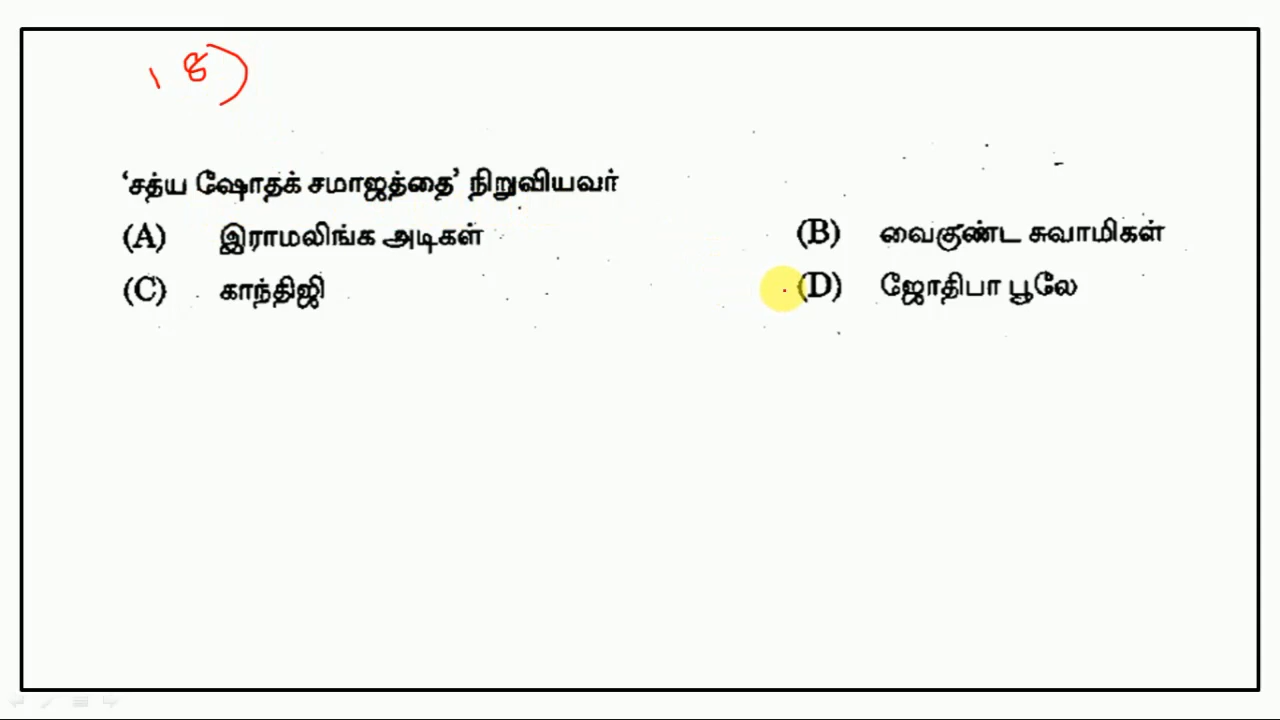 18)
‘சத்ய ஷோதக் சமாஜத்தை’ நிறுவியவர்
(A) இராமலிங்க அடிகள் (B) வைகுண்ட சுவாமிகள்
(C) காந்திஜி (D) ஜோதிபா பூலே